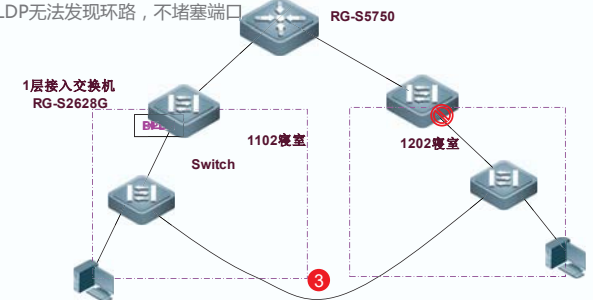 LDP无法发现环路，不堵塞端口
RG-S5750
1层接入交换机
RG-S2628G
1102寝室
1202寝室
Switch
3